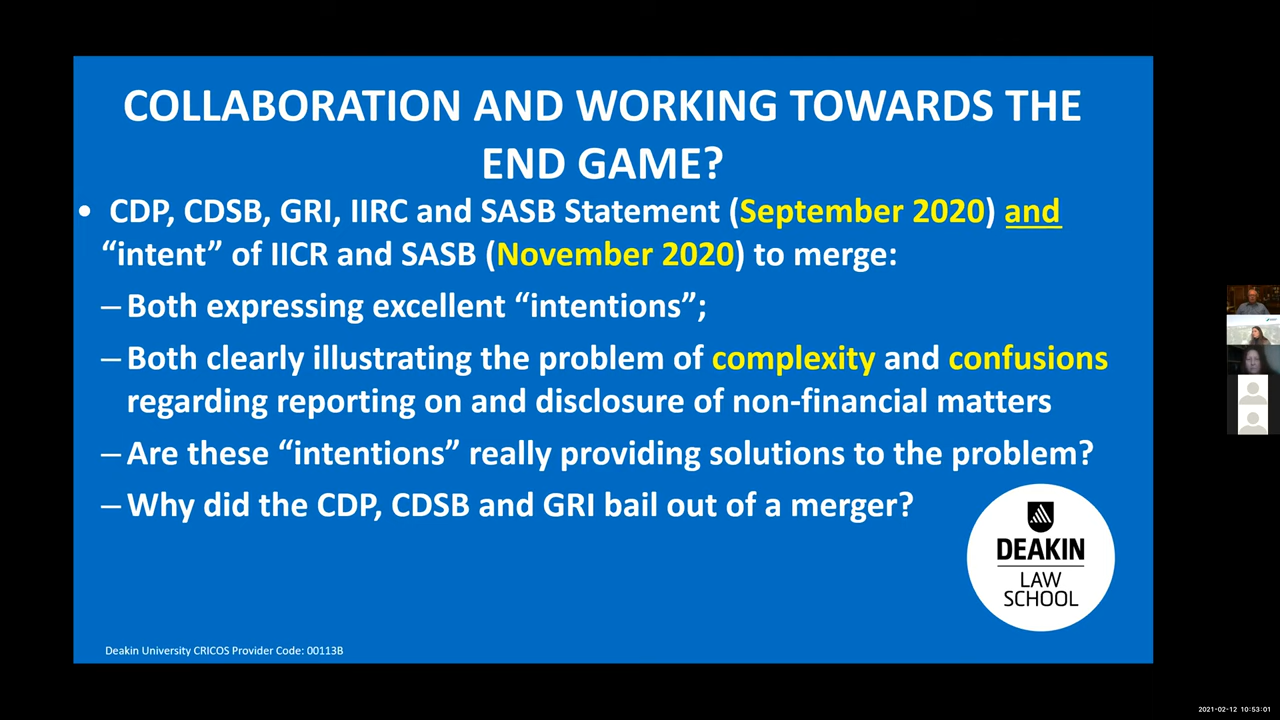 COLLABORATION AND WORKING TOWARDS THE
END GAME?
• CDP, CDSB, GRI, IIRC and SASB Statement (September 2020) and
“intent” of IICR and SASB (November 2020) to merge:
– Both expressing excellent “intentions”;
– Both clearly illustrating the problem of complexity and confusions
regarding reporting on and disclosure of non-financial matters
– Are these “intentions” really providing solutions to the problem?
– Why did the CDP, CDSB and GRI bail out of a merger?
DEAKIN
LAW
SCHOOL
Deakin University CRICOS Provider Code: 00113B
2021-02-12 10:53:01